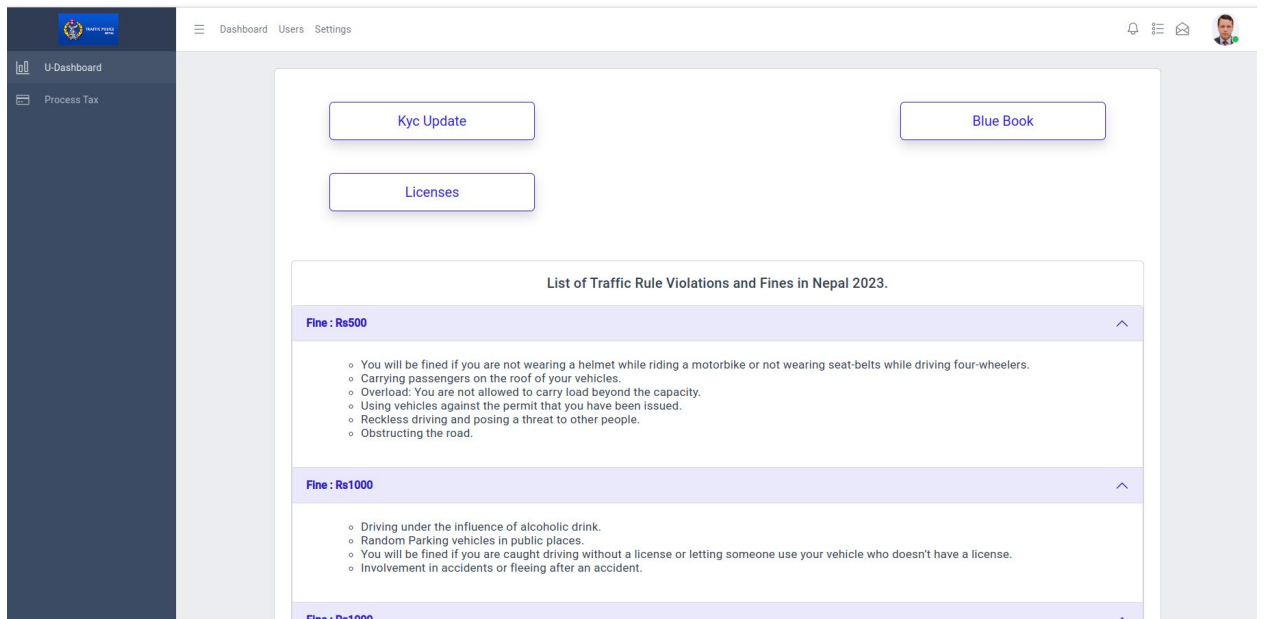 TRAFFIC POLICE
Dashboard Users Settings
U-Dashboard
Process Tax
Kyc Update
Blue Book
Licenses
List of Traffic Rule Violations and Fines in Nepal 2023.
Fine : Rs500
You will be fined if you are not wearing a helmet while riding a motorbike or not wearing seat-belts while driving four-wheelers.
Carrying passengers on the roof of your vehicles.
Overload: You are not allowed to carry load beyond the capacity.
Using vehicles against the permit that you have been issued.
Reckless driving and posing a threat to other people.
Obstructing the road.
Fine : Rs1000
Driving under the influence of alcoholic drink.
Random Parking vehicles in public places.
You will be fined if you are caught driving without a license or letting someone use your vehicle who doesn't have a license.
Involvement in accidents or fleeing after an accident.
Fine : Rs1000